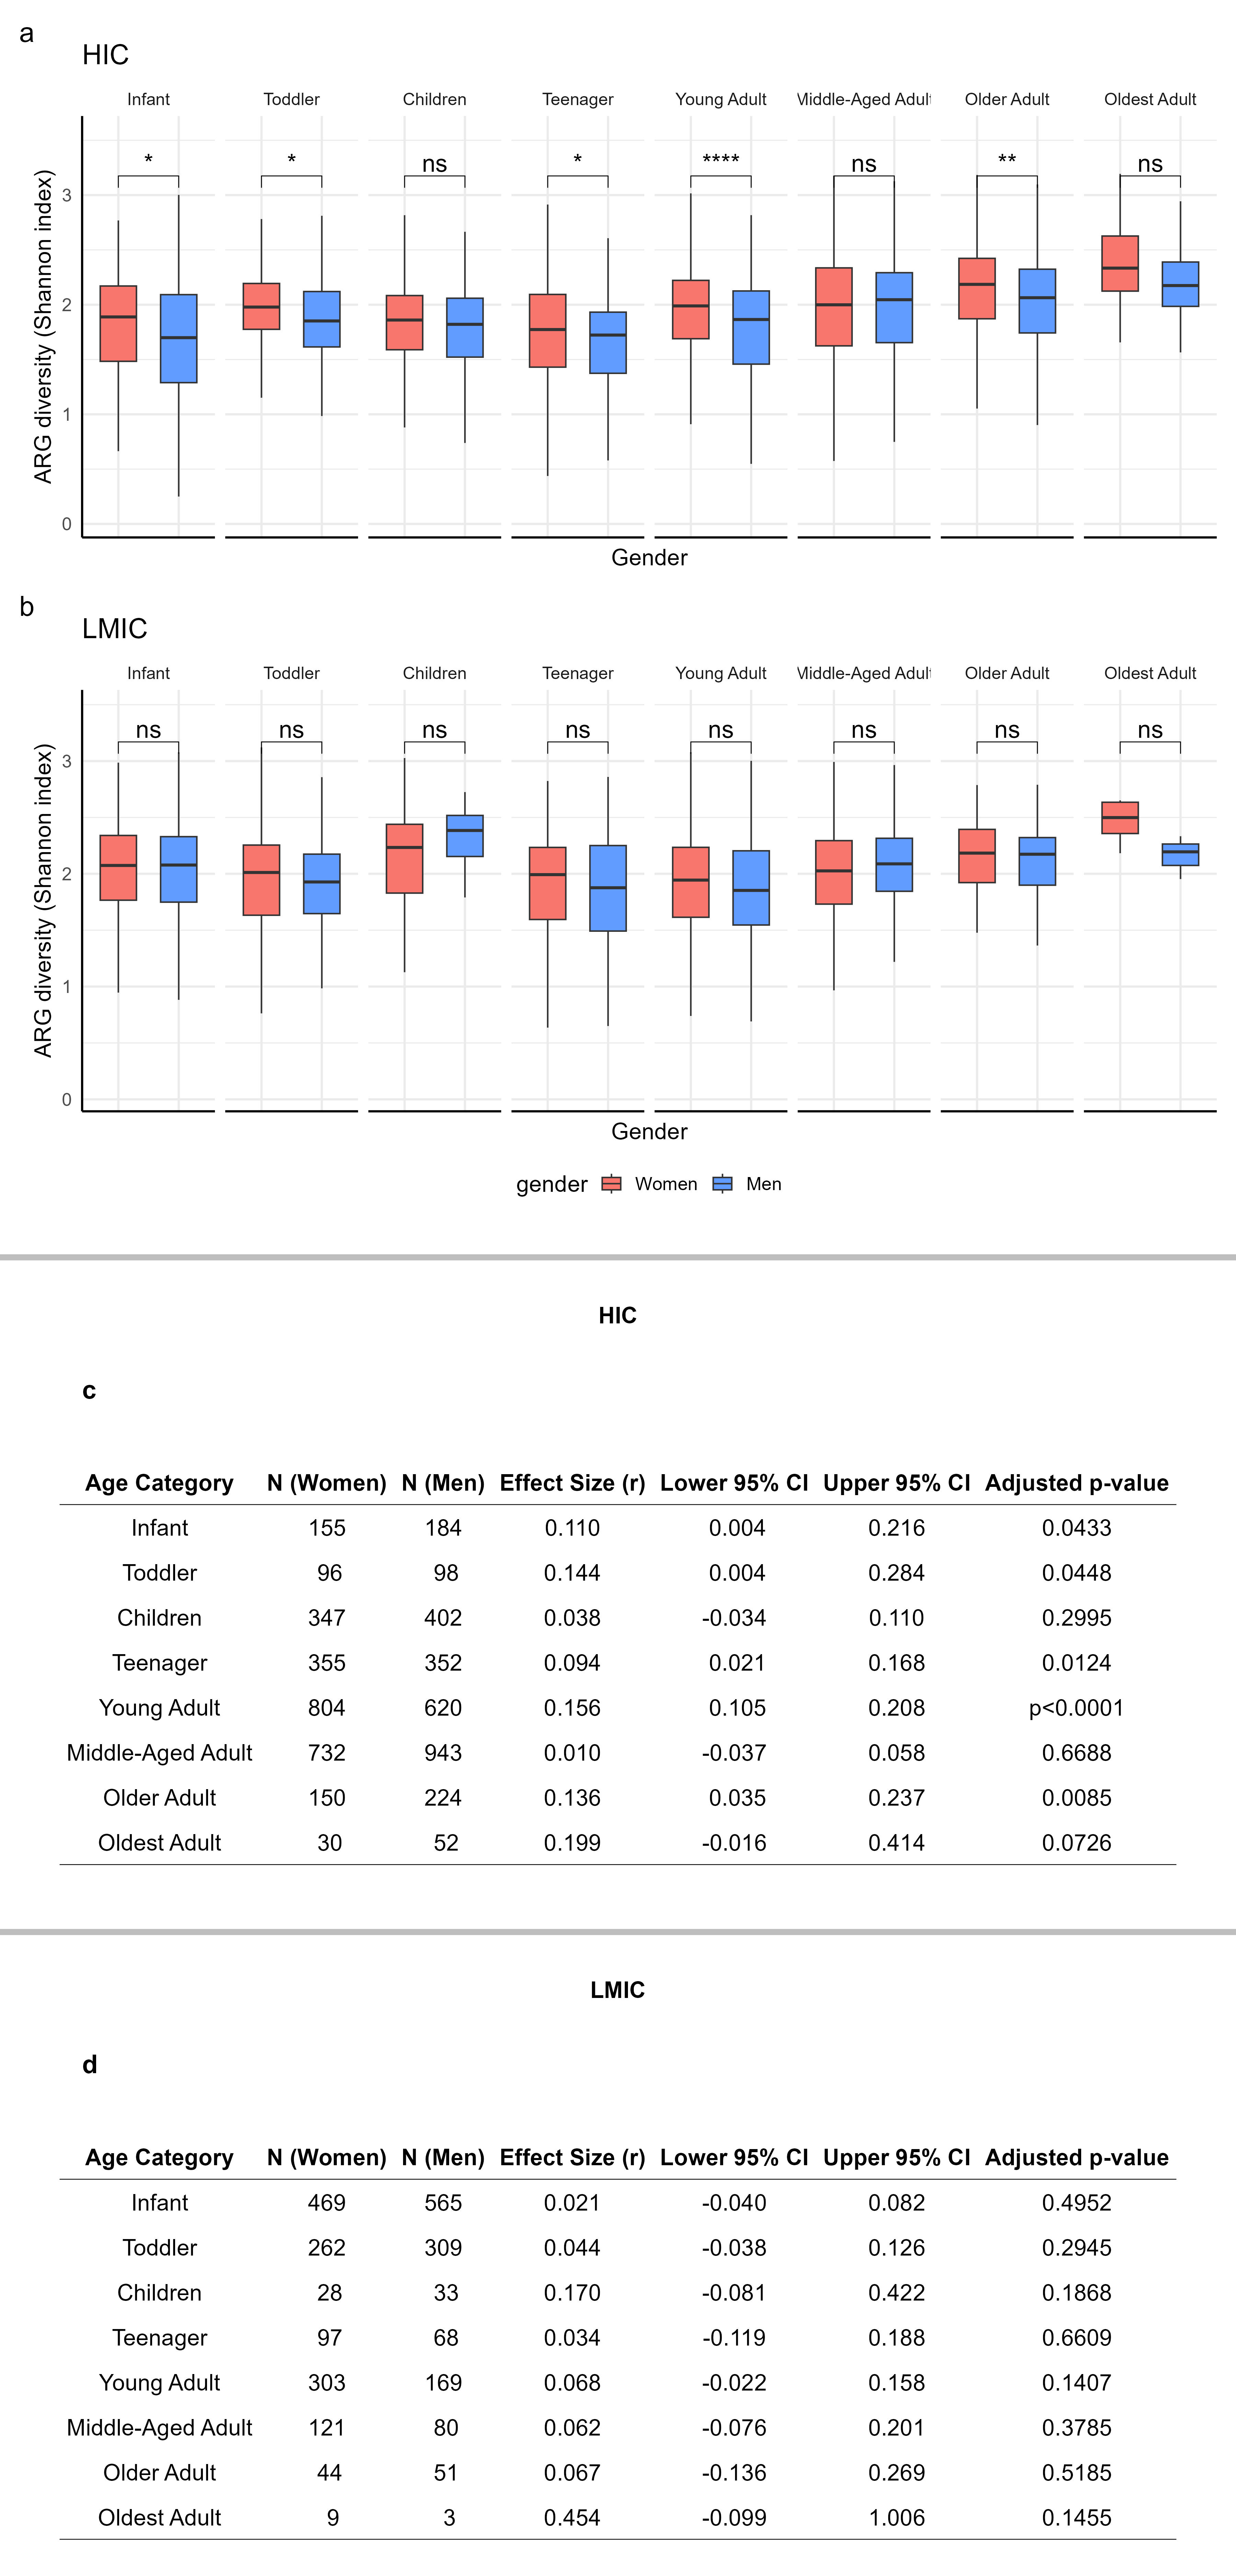 a
HIC
Infant Toddler Children Teenager Young Adult Middle-Aged Adult Older Adult Oldest Adult
* * ns * **** ns ** ns
ARG diversity (Shannon index)
3
2
1
0
Gender
b
LMIC
Infant Toddler Children Teenager Young Adult Middle-Aged Adult Older Adult Oldest Adult
ns ns ns ns ns ns ns ns
ARG diversity (Shannon index)
3
2
1
0
Gender
gender Women Men
HIC
c
Age Category N (Women) N (Men) Effect Size (r) Lower 95% CI Upper 95% CI Adjusted p-value
Infant 155 184 0.110 0.004 0.216 0.0433
Toddler 96 98 0.144 0.004 0.284 0.0448
Children 347 402 0.038 -0.034 0.110 0.2995
Teenager 355 352 0.094 0.021 0.168 0.0124
Young Adult 804 620 0.156 0.105 0.208 p<0.0001
Middle-Aged Adult 732 943 0.010 -0.037 0.058 0.6688
Older Adult 150 224 0.136 0.035 0.237 0.0085
Oldest Adult 30 52 0.199 -0.016 0.414 0.0726
LMIC
d
Age Category N (Women) N (Men) Effect Size (r) Lower 95% CI Upper 95% CI Adjusted p-value
Infant 469 565 0.021 -0.040 0.082 0.4952
Toddler 262 309 0.044 -0.038 0.126 0.2945
Children 28 33 0.170 -0.081 0.422 0.1868
Teenager 97 68 0.034 -0.119 0.188 0.6609
Young Adult 303 169 0.068 -0.022 0.158 0.1407
Middle-Aged Adult 121 80 0.062 -0.076 0.201 0.3785
Older Adult 44 51 0.067 -0.136 0.269 0.5185
Oldest Adult 9 3 0.454 -0.099 1.006 0.1455